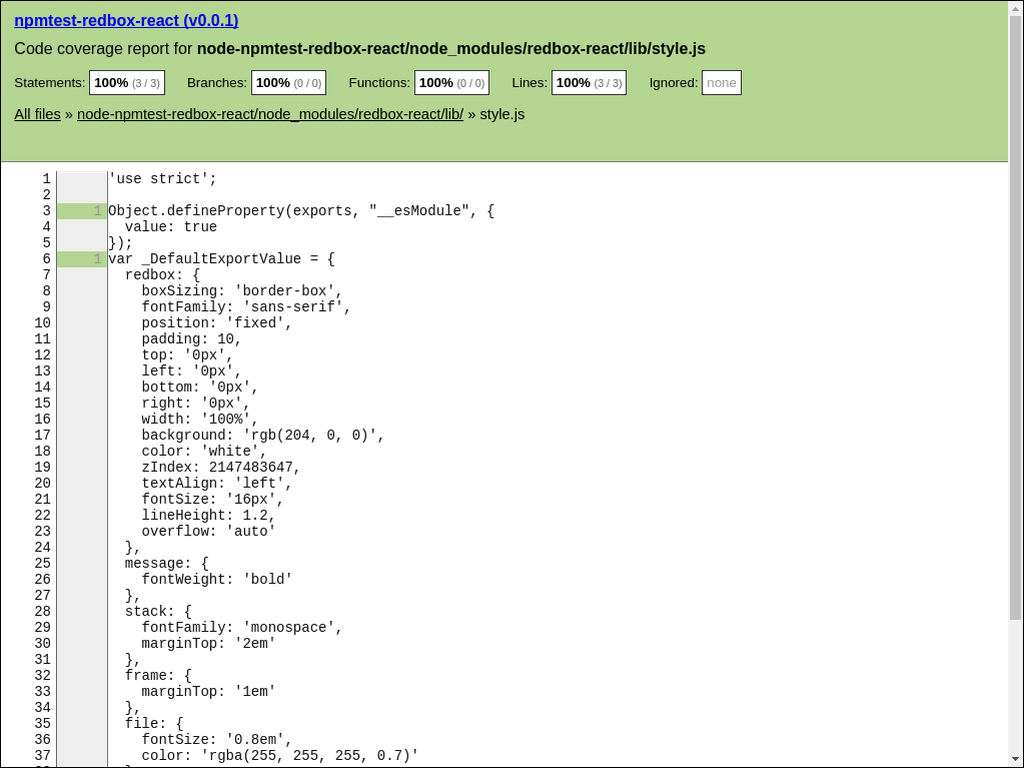 npmtest-redbox-react (v0.0.1)
Code coverage report for node-npmtest-redbox-react/node_modules/redbox-react/lib/style.js
Statements: 100% (3 / 3) Branches: 100% (0 / 0) Functions: 100% (0 / 0) Lines: 100% (3 / 3) Ignored: none
All files » node-npmtest-redbox-react/node_modules/redbox-react/lib/ » style.js
1 'use strict';
2
3 1 Object.defineProperty(exports, "__esModule", {
4 value: true
5 });
6 1 var _DefaultExportValue = {
7 redbox: {
8 boxSizing: 'border-box',
9 fontFamily: 'sans-serif',
10 position: 'fixed',
11 padding: 10,
12 top: '0px',
13 left: '0px',
14 bottom: '0px',
15 right: '0px',
16 width: '100%',
17 background: 'rgb(204, 0, 0)',
18 color: 'white',
19 zIndex: 2147483647,
20 textAlign: 'left',
21 fontSize: '16px',
22 lineHeight: 1.2,
23 overflow: 'auto'
24 },
25 message: {
26 fontWeight: 'bold'
27 },
28 stack: {
29 fontFamily: 'monospace',
30 marginTop: '2em'
31 },
32 frame: {
33 marginTop: '1em'
34 },
35 file: {
36 fontSize: '0.8em',
37 color: 'rgba(255, 255, 255, 0.7)'